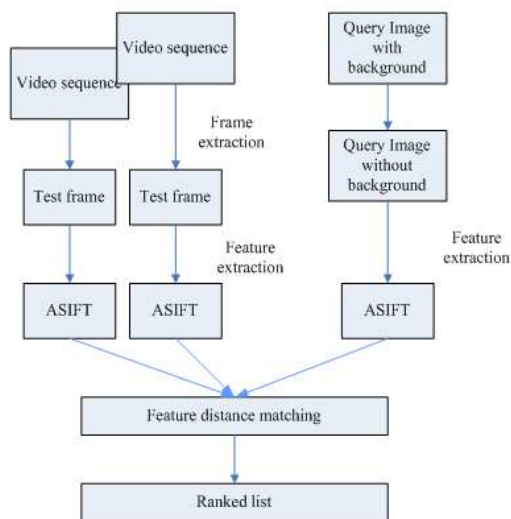 Video sequence
Video sequence
Query Image
with
background
Frame
extraction
Query Image
without
background
Test frame
Test frame
Feature
extraction
Feature
extraction
ASIFT
ASIFT
ASIFT
Feature distance matching
Ranked list